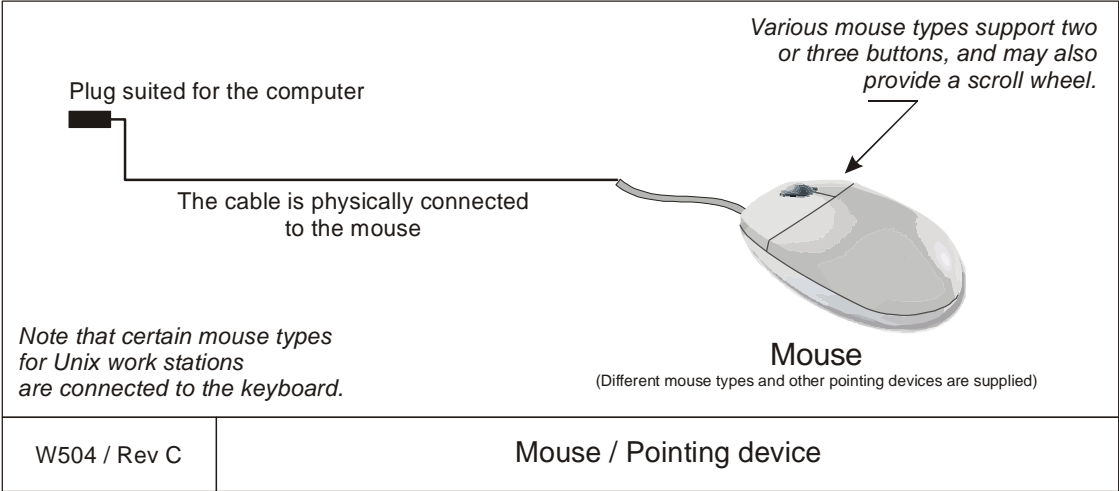 Various mouse types support two
or three buttons, and may also
provide a scroll wheel.
Plug suited for the computer
The cable is physically connected
to the mouse
Note that certain mouse types
for Unix work stations
are connected to the keyboard.
Mouse
(Different mouse types and other pointing devices are supplied)
W504 / Rev C
Mouse / Pointing device